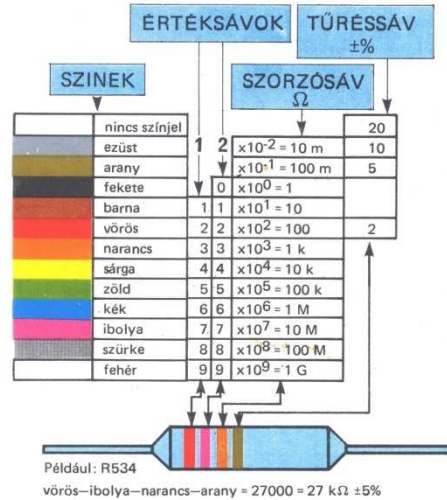 ÉRTÉKSÁVOK
TŰRÉSSÁV
±%
SZINEK
SZORZÓSÁV
Ω
nincs színjel 1 2 20
ezüst x10-2 = 10 m 10
arany x10-1 = 100 m 5
fekete 0 x100 = 1
barna 1 1 x101 = 10
vörös 2 2 x102 = 100 2
narancs 3 3 x103 = 1 k
sárga 4 4 x104 = 10 k
zöld 5 5 x105 = 100 k
kék 6 6 x106 = 1 M
ibolya 7 7 x107 = 10 M
szürke 8 8 x108 = 100 M
fehér 9 9 x109 = 1 G
Például: R534
vörös–ibolya–narancs–arany = 27000 = 27 kΩ ±5%